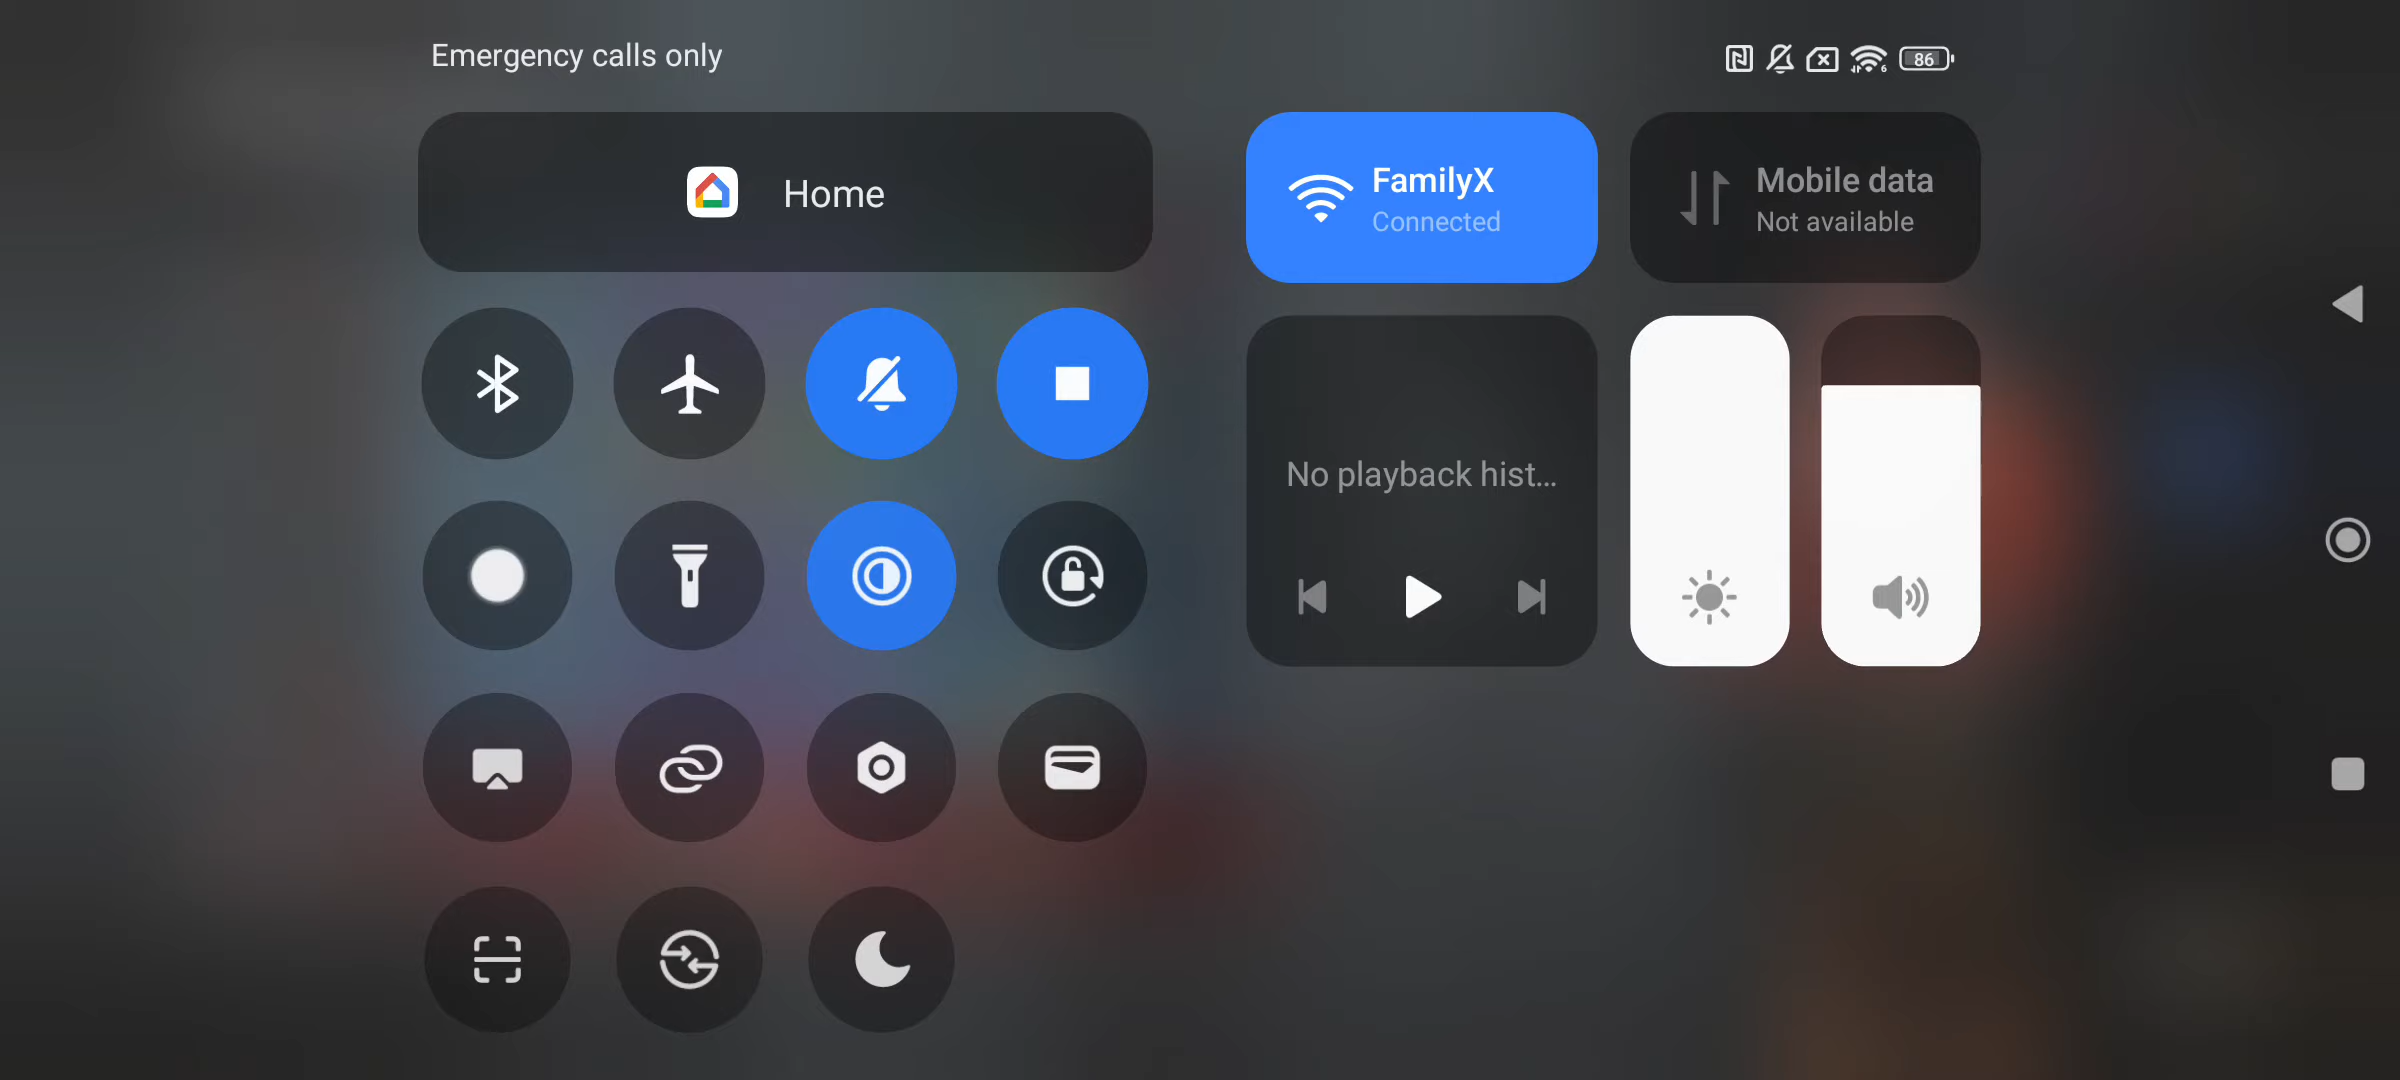 Emergency calls only
86
Home
FamilyX
Connected
Mobile data
Not available
No playback hist...